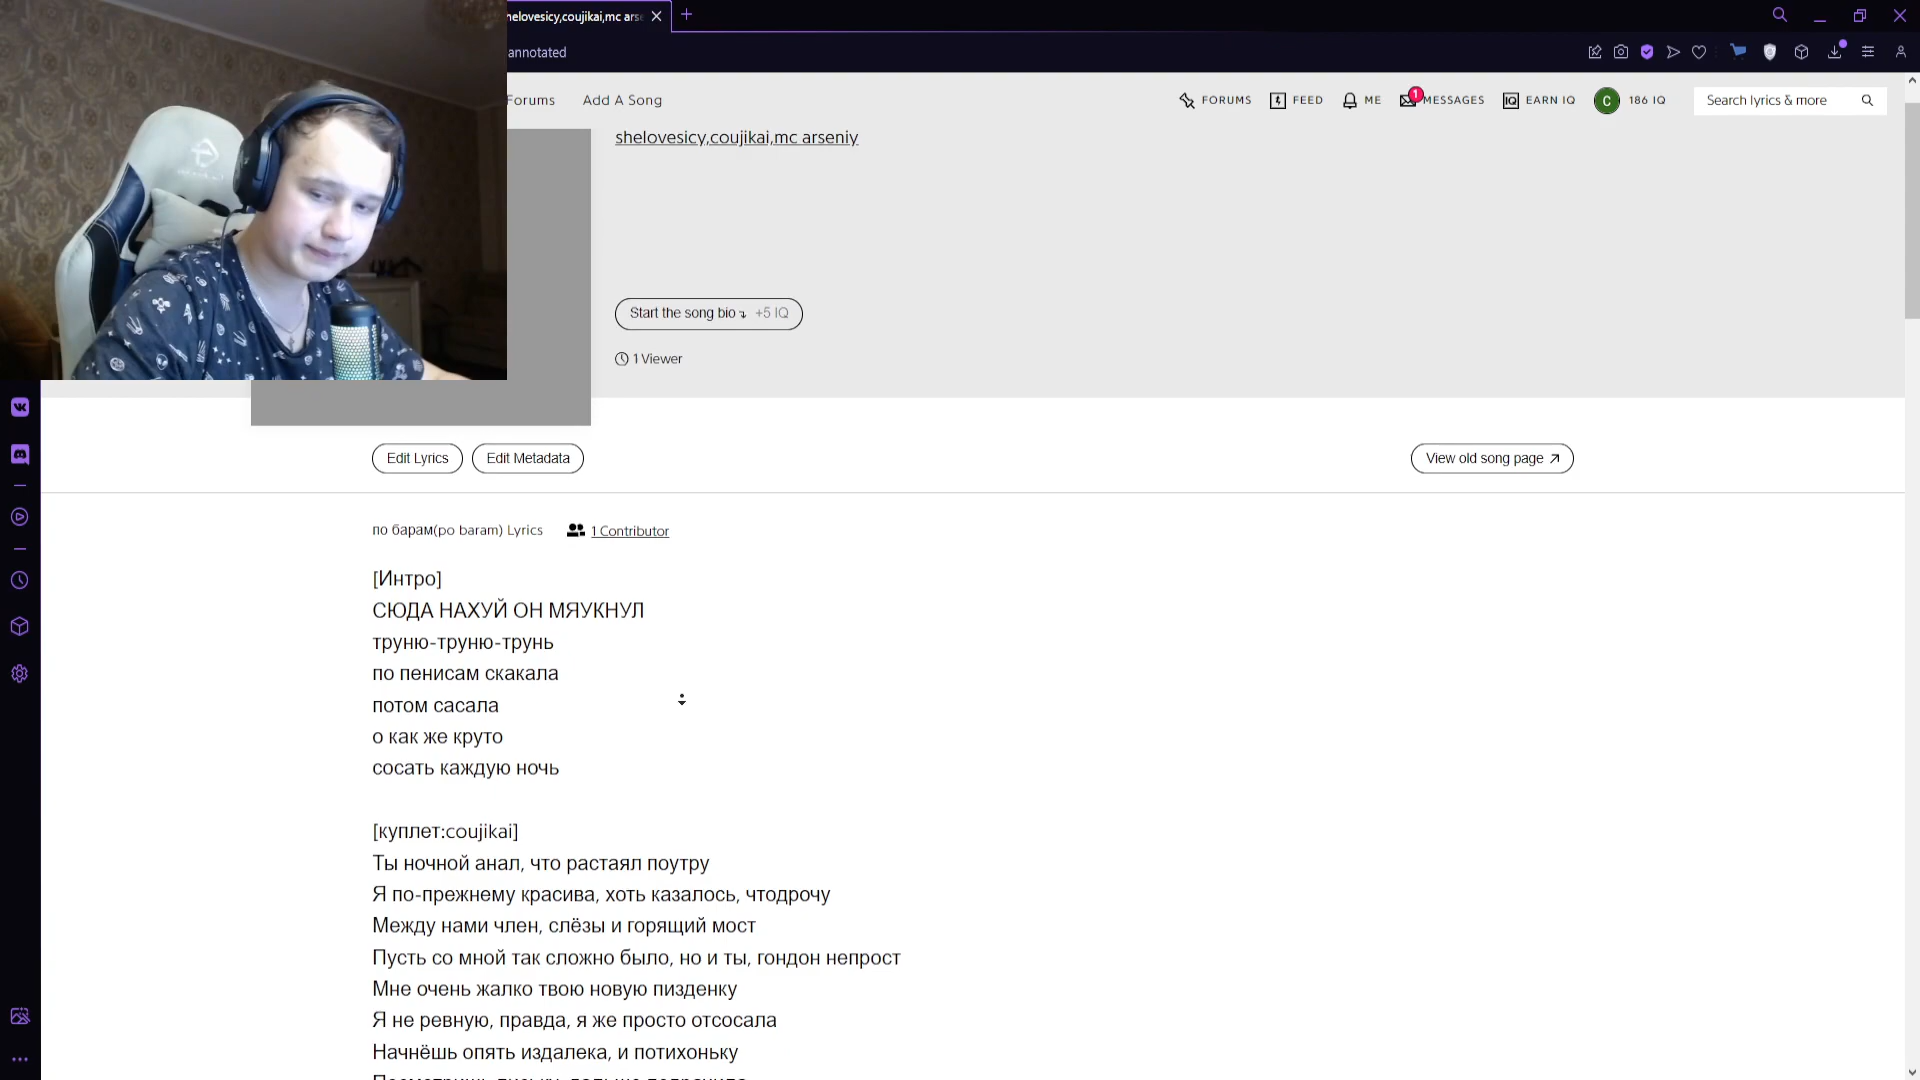 helovesicy,coujikai,mc ars
annotated
Forums
Add A Song
FORUMS
FEED
ME
1
MESSAGES
IQ
EARN IQ
C
186 IQ
Search lyrics & more
shelovesicy,coujikai,mc arseniy
Start the song bio +5 IQ
1 Viewer
Edit Lyrics
Edit Metadata
View old song page
по барам(po baram) Lyrics
1 Contributor
[Интро]
СЮДА НАХУЙ ОН МЯУКНУЛ
труню-труню-трунь
по пенисам скакала
потом сасала
о как же круто
сосать каждую ночь
[куплет:coujikai]
Ты ночной анал, что растаял поутру
Я по-прежнему красива, хоть казалось, чтодрочу
Между нами член, слёзы и горящий мост
Пусть со мной так сложно было, но и ты, гондон непрост
Мне очень жалко твою новую пизденку
Я не ревную, правда, я же просто отсосала
Начнёшь опять издалека, и потихоньку